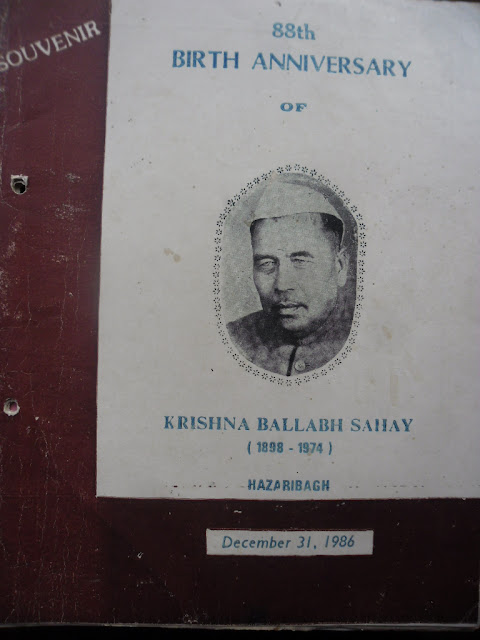 SOUVENIR
88th
BIRTH ANNIVERSARY
OF
KRISHNA BALLABH SAHAY
( 1898 - 1974 )
HAZARIBAGH
December 31, 1986